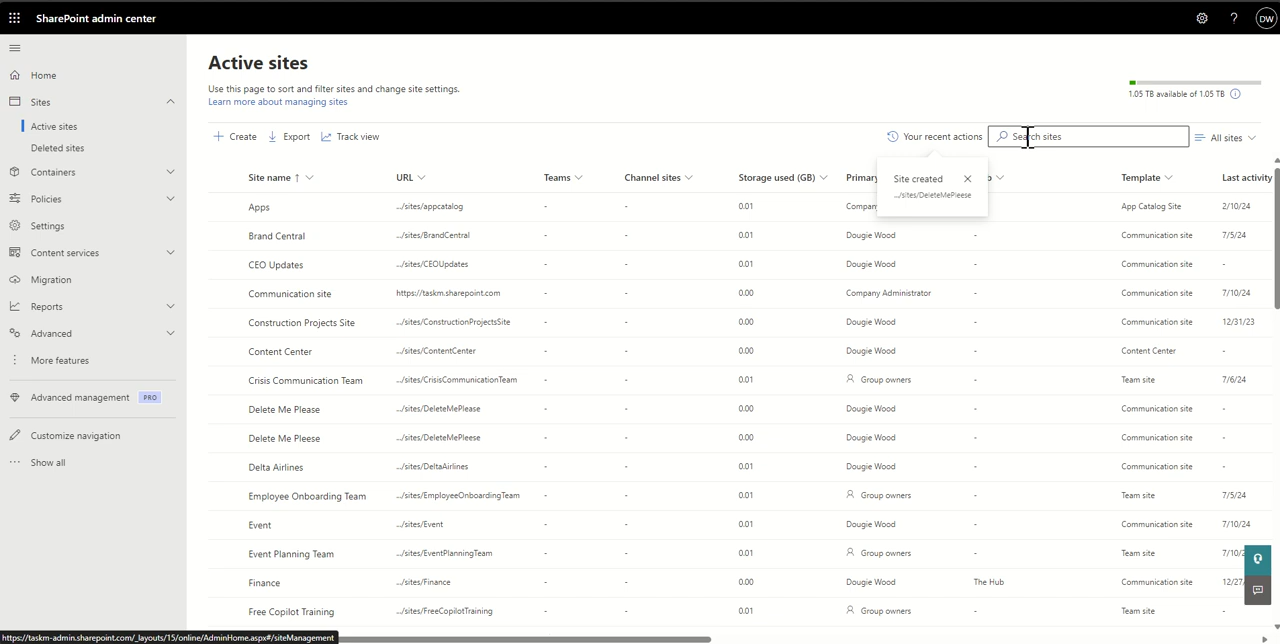 SharePoint admin center
DW
Home
Sites
Active sites
Deleted sites
Containers
Policies
Settings
Content services
Migration
Reports
Advanced
More features
Advanced management PRO
Customize navigation
Show all
Active sites
Use this page to sort and filter sites and change site settings.
Learn more about managing sites
1.05 TB available of 1.05 TB
Create Export Track view Your recent actions Search sites All sites
Site created
.../sites/DeleteMePleese
Site name ↑ URL Teams Channel sites Storage used (GB) Primary Template Last activity
Apps .../sites/appcatalog - - 0.01 Company App Catalog Site 2/10/24
Brand Central .../sites/BrandCentral - - 0.01 Dougie Wood - Communication site 7/5/24
CEO Updates .../sites/CEOUpdates - - 0.01 Dougie Wood - Communication site -
Communication site https://taskm.sharepoint.com - - 0.00 Company Administrator - Communication site 7/10/24
Construction Projects Site .../sites/ConstructionProjectsSite - - 0.00 Dougie Wood - Communication site 12/31/23
Content Center .../sites/ContentCenter - - 0.00 Dougie Wood - Content Center -
Crisis Communication Team .../sites/CrisisCommunicationTeam - - 0.01 Group owners - Team site 7/6/24
Delete Me Please .../sites/DeleteMePlease - - 0.00 Dougie Wood - Communication site -
Delete Me Pleese .../sites/DeleteMePleese - - 0.00 Dougie Wood - Communication site -
Delta Airlines .../sites/DeltaAirlines - - 0.01 Dougie Wood - Communication site -
Employee Onboarding Team .../sites/EmployeeOnboardingTeam - - 0.01 Group owners - Team site 7/5/24
Event .../sites/Event - - 0.01 Dougie Wood - Communication site 7/10/24
Event Planning Team .../sites/EventPlanningTeam - - 0.01 Group owners - Team site 7/10/
Finance .../sites/Finance - - 0.00 Dougie Wood The Hub Communication site 12/27/
Free Copilot Training .../sites/FreeCopilotTraining - - 0.01 Group owners - Team site
https://taskm-admin.sharepoint.com/_layouts/15/online/AdminHome.aspx#/siteManagement